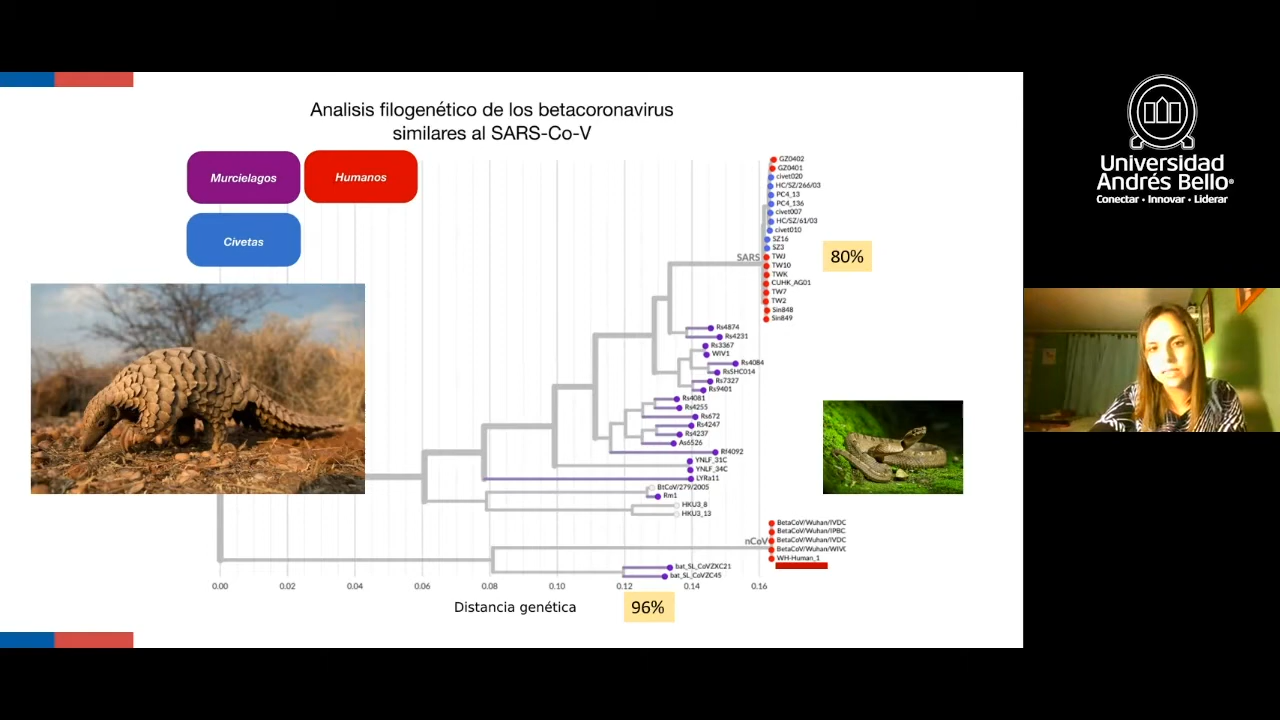 Analisis filogenético de los betacoronavirus
similares al SARS-Co-V
Murcielagos
Humanos
Civetas
GZ0402
GZ0401
civet020
HC/SZ/266/03
PC4_13
PC4_136
civet007
HC/SZ/61/03
civet010
SZ16
SZ3
SARS
TWJ
TW10
TWK
CUHK_AG01
TW7
TW2
Sin848
Sin849
80%
Rs4874
Rs4231
Rs3367
WIV1
Rs4084
RsSHC014
Rs7327
Rs9401
Rs4081
Rs4255
Rs672
Rs4247
Rs4237
As6526
Rf4092
YNLF_31C
YNLF_34C
LYRa11
BtCoV/279/2005
Rm1
HKU3_8
HKU3_13
BetaCoV/Wuhan/IVDC
BetaCoV/Wuhan/IPBC
nCoV
BetaCoV/Wuhan/IVDC
BetaCoV/Wuhan/WIV
WH-Human_1
bat_SL_CoVZXC21
bat_SL_CoVZC45
0.00 0.02 0.04 0.06 0.08 0.10 0.12 0.14 0.16
Distancia genética
96%
Universidad
Andrés Bello®
Conectar • Innovar • Liderar